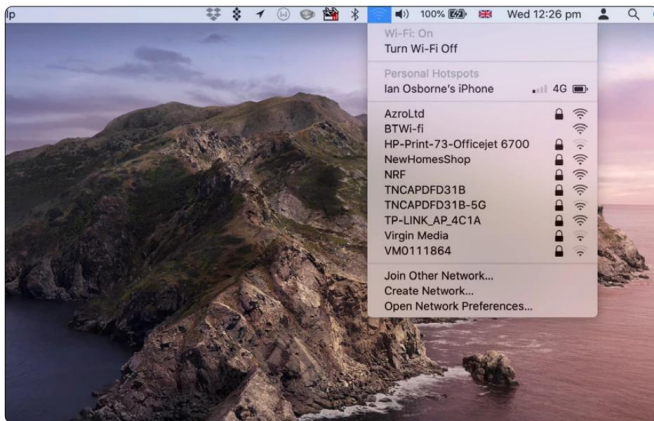 lp
100%
Wed 12:26 pm
Wi-Fi: On
Turn Wi-Fi Off
Personal Hotspots
Ian Osborne's iPhone 4G
AzroLtd
BTWi-fi
HP-Print-73-Officejet 6700
NewHomesShop
NRF
TNCAPDFD31B
TNCAPDFD31B-5G
TP-LINK_AP_4C1A
Virgin Media
VM0111864
Join Other Network...
Create Network...
Open Network Preferences...